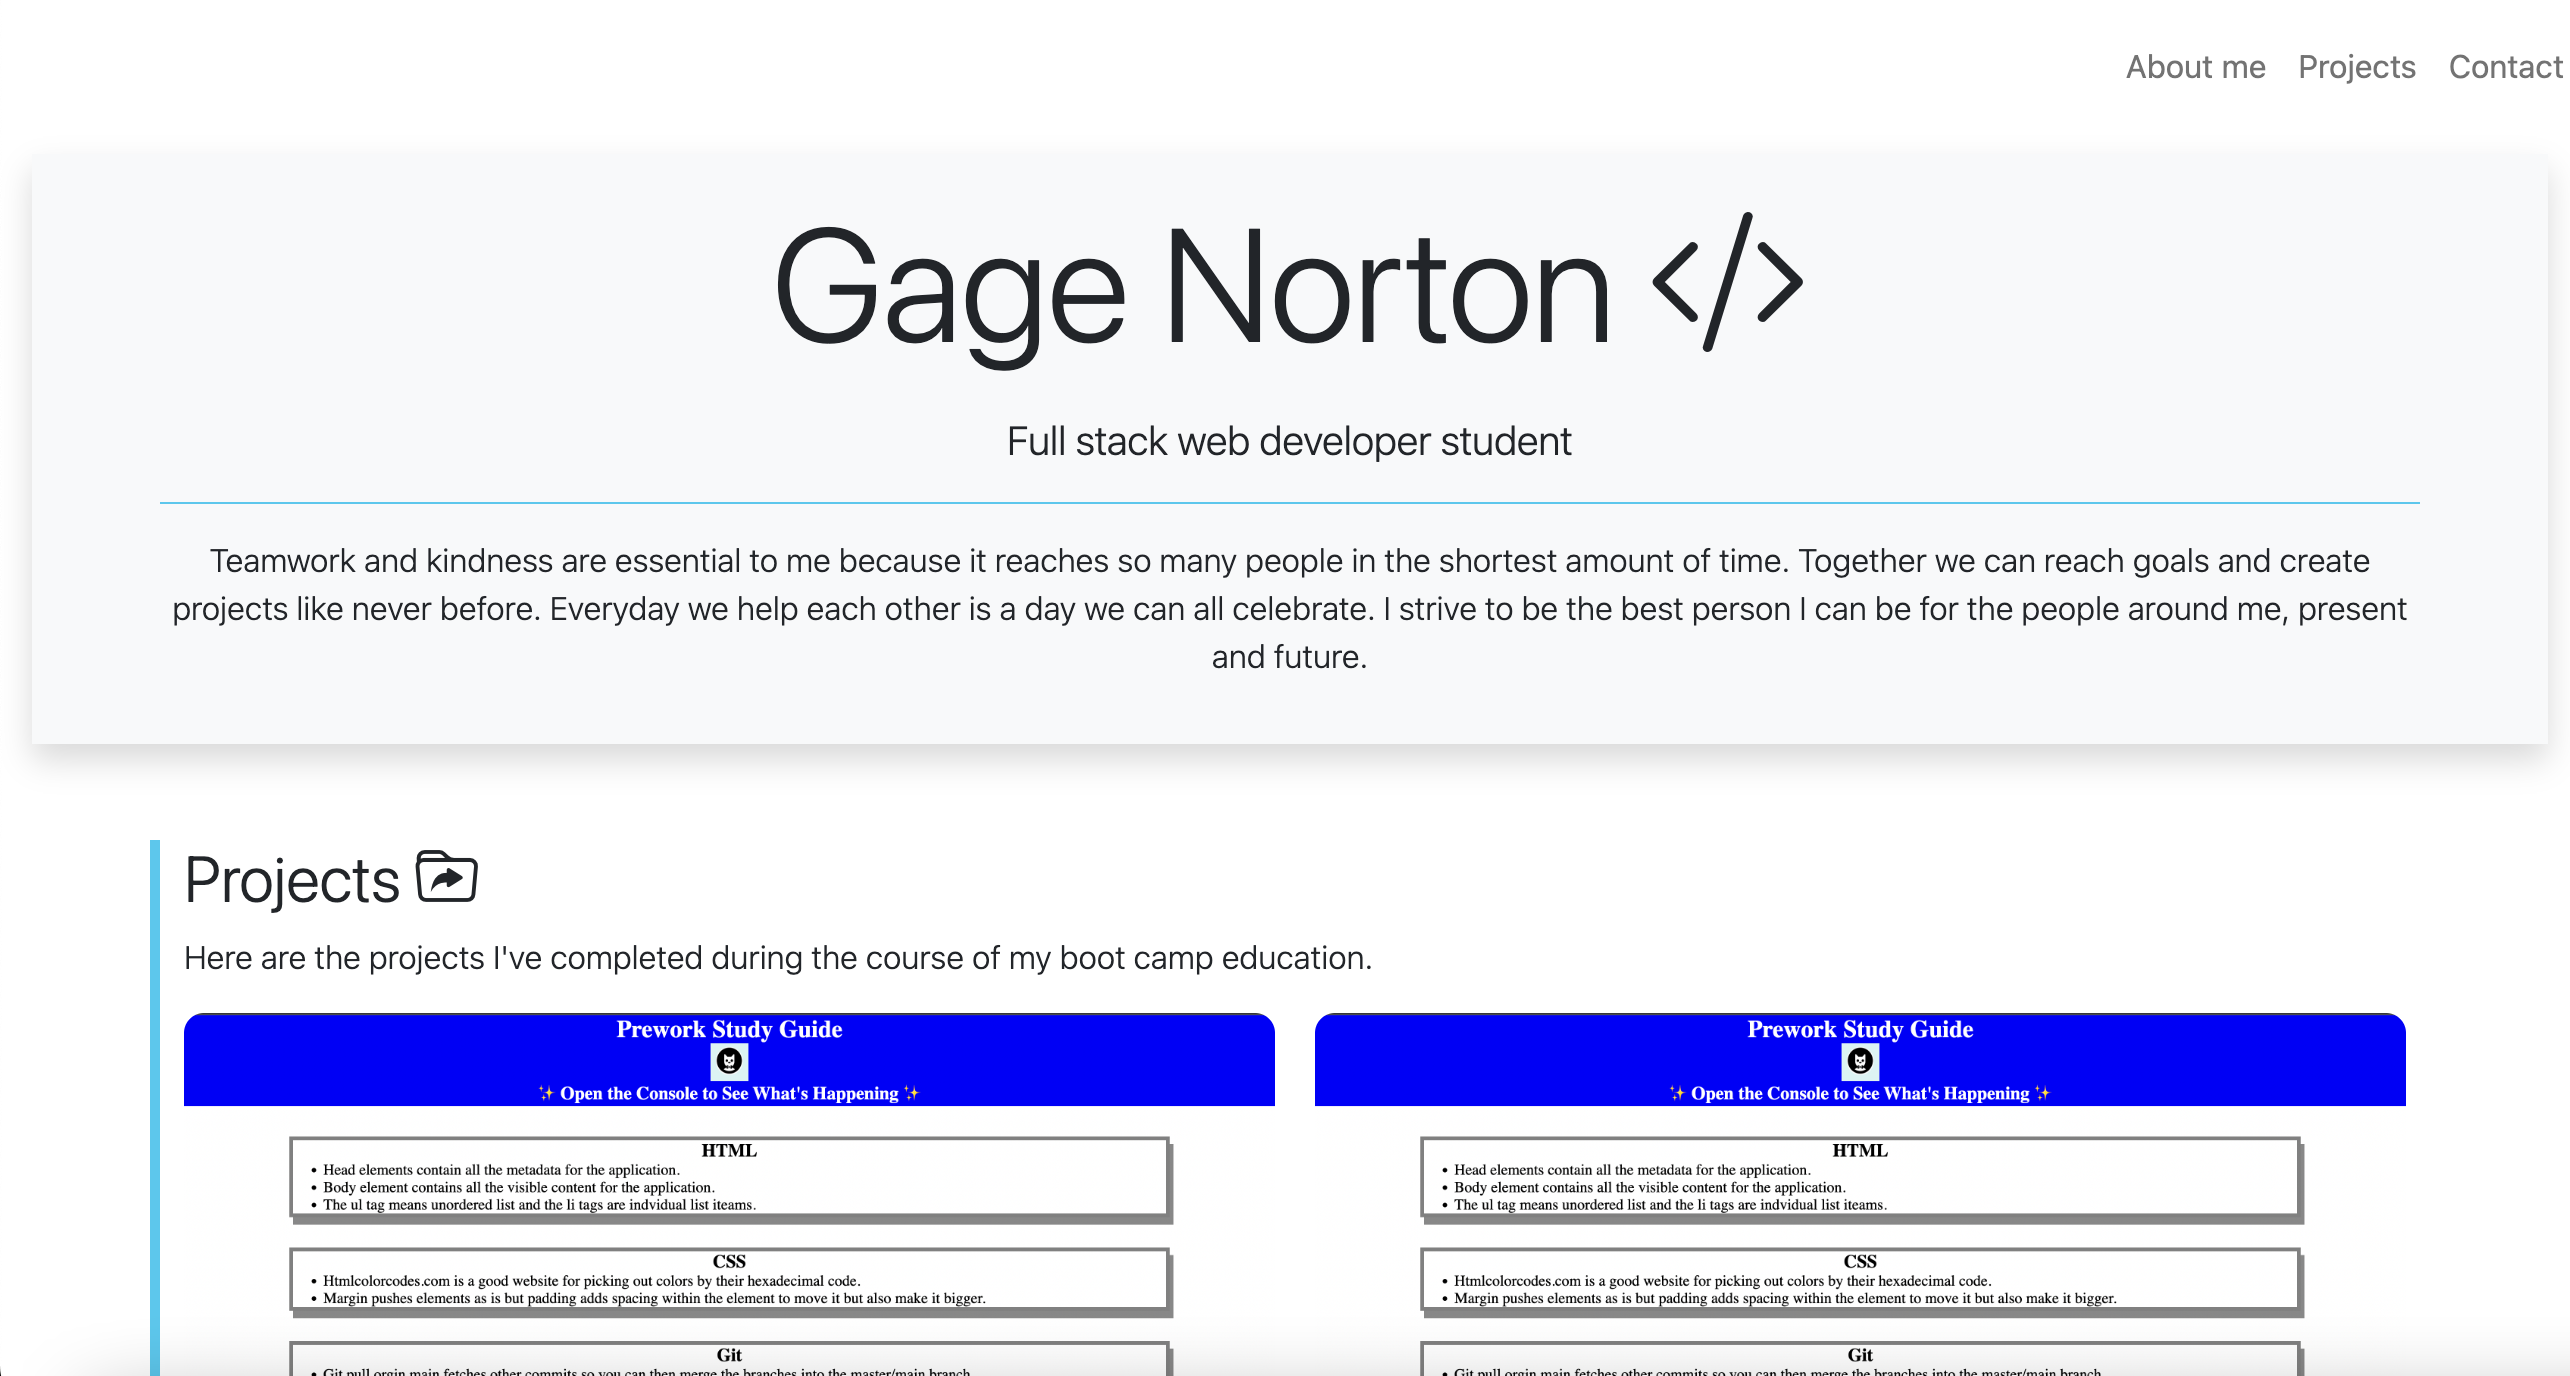 About me Projects Contact
Gage Norton </>
Full stack web developer student
Teamwork and kindness are essential to me because it reaches so many people in the shortest amount of time. Together we can reach goals and create
projects like never before. Everyday we help each other is a day we can all celebrate. I strive to be the best person I can be for the people around me, present
and future.
Projects
Here are the projects I've completed during the course of my boot camp education.
Prework Study Guide
✨ Open the Console to See What's Happening ✨
HTML
• Head elements contain all the metadata for the application.
• Body element contains all the visible content for the application.
• The ul tag means unordered list and the li tags are indvidual list iteams.
CSS
• Htmlcolorcodes.com is a good website for picking out colors by their hexadecimal code.
• Margin pushes elements as is but padding adds spacing within the element to move it but also make it bigger.
Git
• Git pull orgin main fetches other commits so you can then merge the branches into the master/main branch
Prework Study Guide
✨ Open the Console to See What's Happening ✨
HTML
• Head elements contain all the metadata for the application.
• Body element contains all the visible content for the application.
• The ul tag means unordered list and the li tags are indvidual list iteams.
CSS
• Htmlcolorcodes.com is a good website for picking out colors by their hexadecimal code.
• Margin pushes elements as is but padding adds spacing within the element to move it but also make it bigger.
Git
• Git pull orgin main fetches other commits so you can then merge the branches into the master/main branch